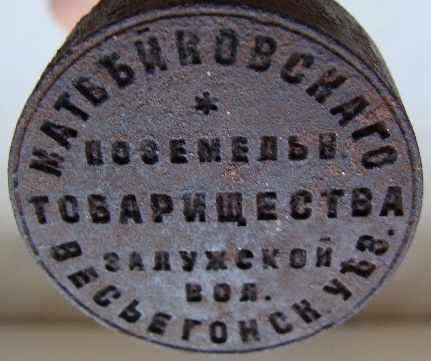 МАТВѢЙКОВСКАГО
*
ПОЗЕМЕЛЬН.
ТОВАРИЩЕСТВА
ЗАЛУЖСКОЙ
ВОЛ.
ВЕСЬЕГОНСК. УѢЗ.